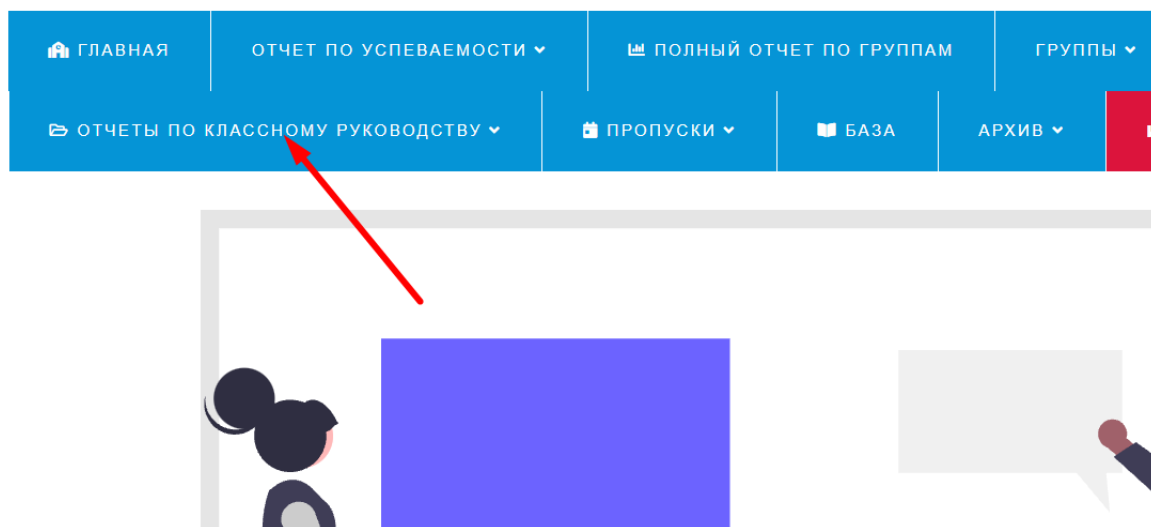 ГЛАВНАЯ ОТЧЕТ ПО УСПЕВАЕМОСТИ ПОЛНЫЙ ОТЧЕТ ПО ГРУППАМ ГРУППЫ
ОТЧЕТЫ ПО КЛАССНОМУ РУКОВОДСТВУ ПРОПУСКИ БАЗА АРХИВ